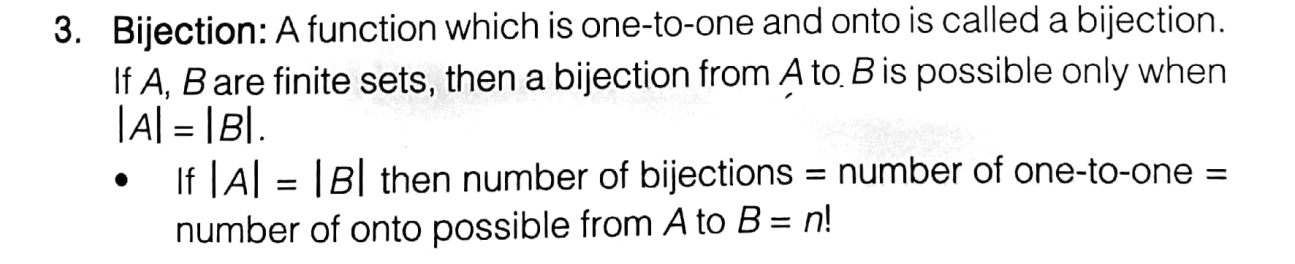 3. Bijection: A function which is one-to-one and onto is called a bijection.
If A, B are finite sets, then a bijection from A to B is possible only when
|A| = |B|.
• If |A| = |B| then number of bijections = number of one-to-one =
number of onto possible from A to B = n!